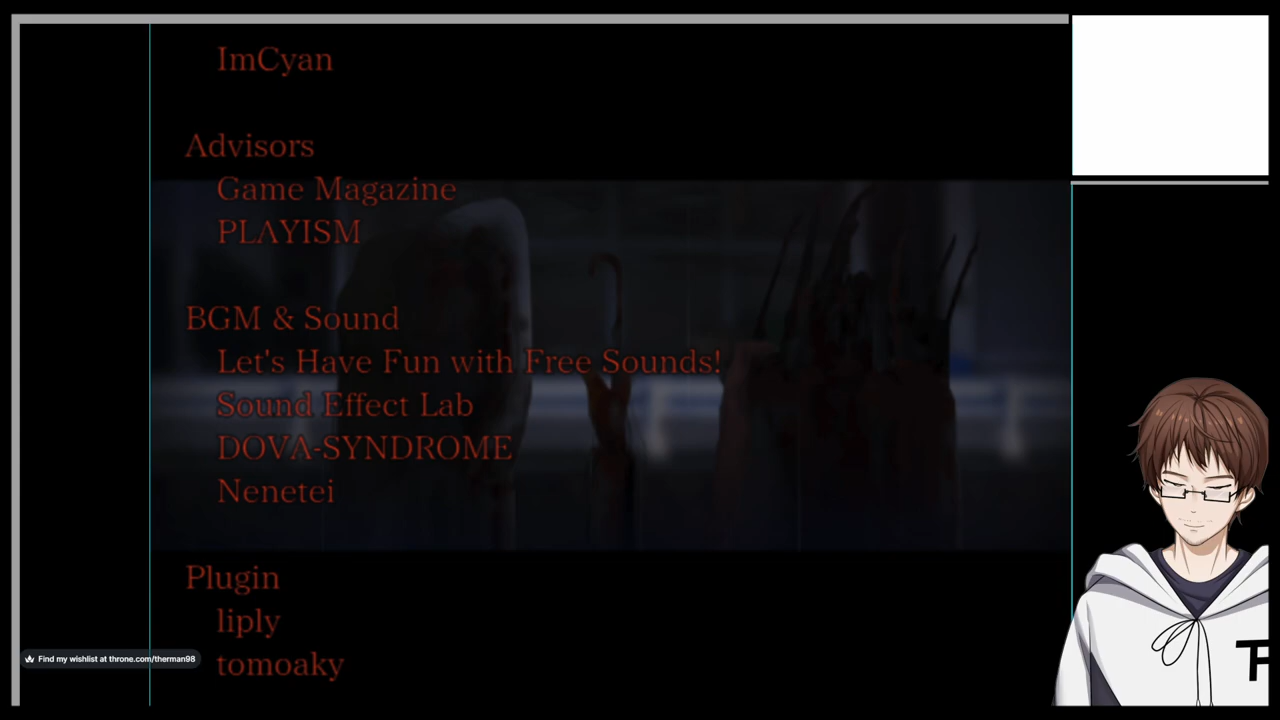 ImCyan
Advisors
Game Magazine
PLAYISM
BGM & Sound
Let's Have Fun with Free Sounds!
Sound Effect Lab
DOVA-SYNDROME
Nenetei
Plugin
liply
tomoaky
Find my wishlist at throne.com/therman98